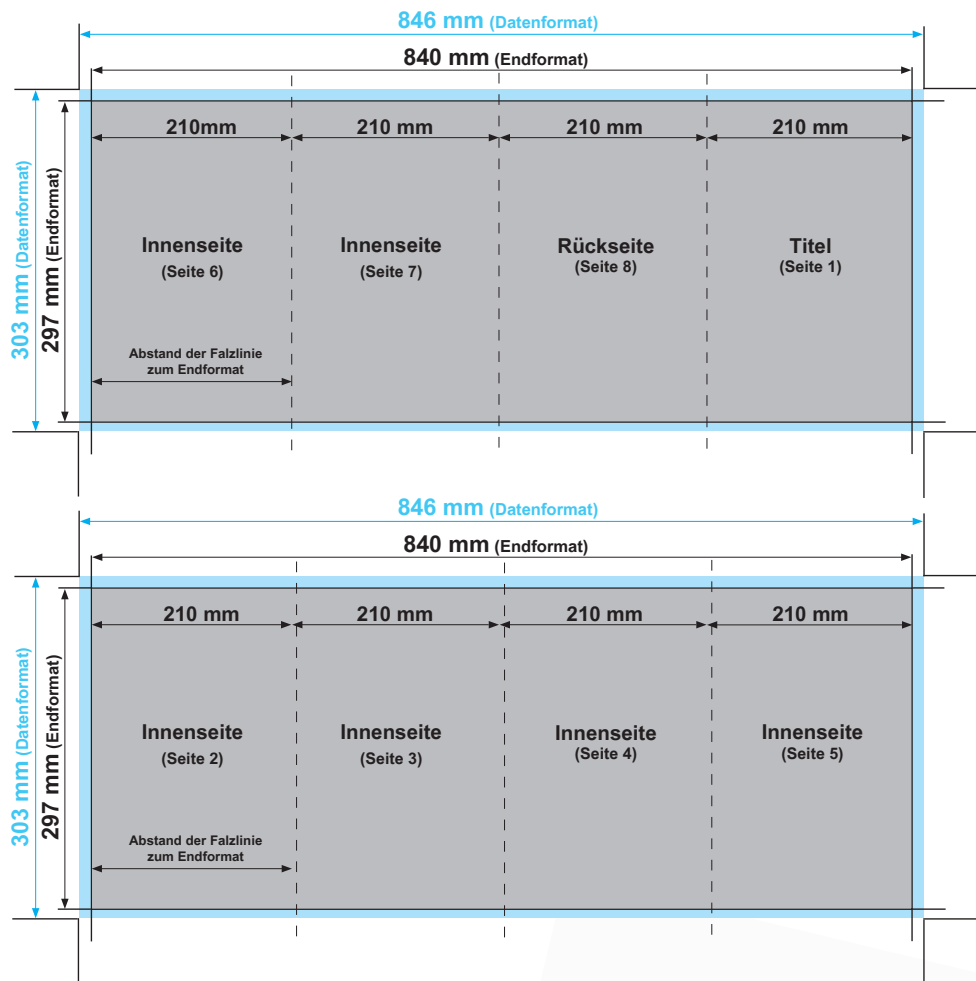 846 mm (Datenformat)
840 mm (Endformat)
303 mm (Datenformat)
297 mm (Endformat)
210mm
210 mm
210 mm
210 mm
Innenseite
(Seite 6)
Innenseite
(Seite 7)
Rückseite
(Seite 8)
Titel
(Seite 1)
Abstand der Falzlinie
zum Endformat
846 mm (Datenformat)
840 mm (Endformat)
303 mm (Datenformat)
297 mm (Endformat)
210 mm
210 mm
210 mm
210 mm
Innenseite
(Seite 2)
Innenseite
(Seite 3)
Innenseite
(Seite 4)
Innenseite
(Seite 5)
Abstand der Falzlinie
zum Endformat